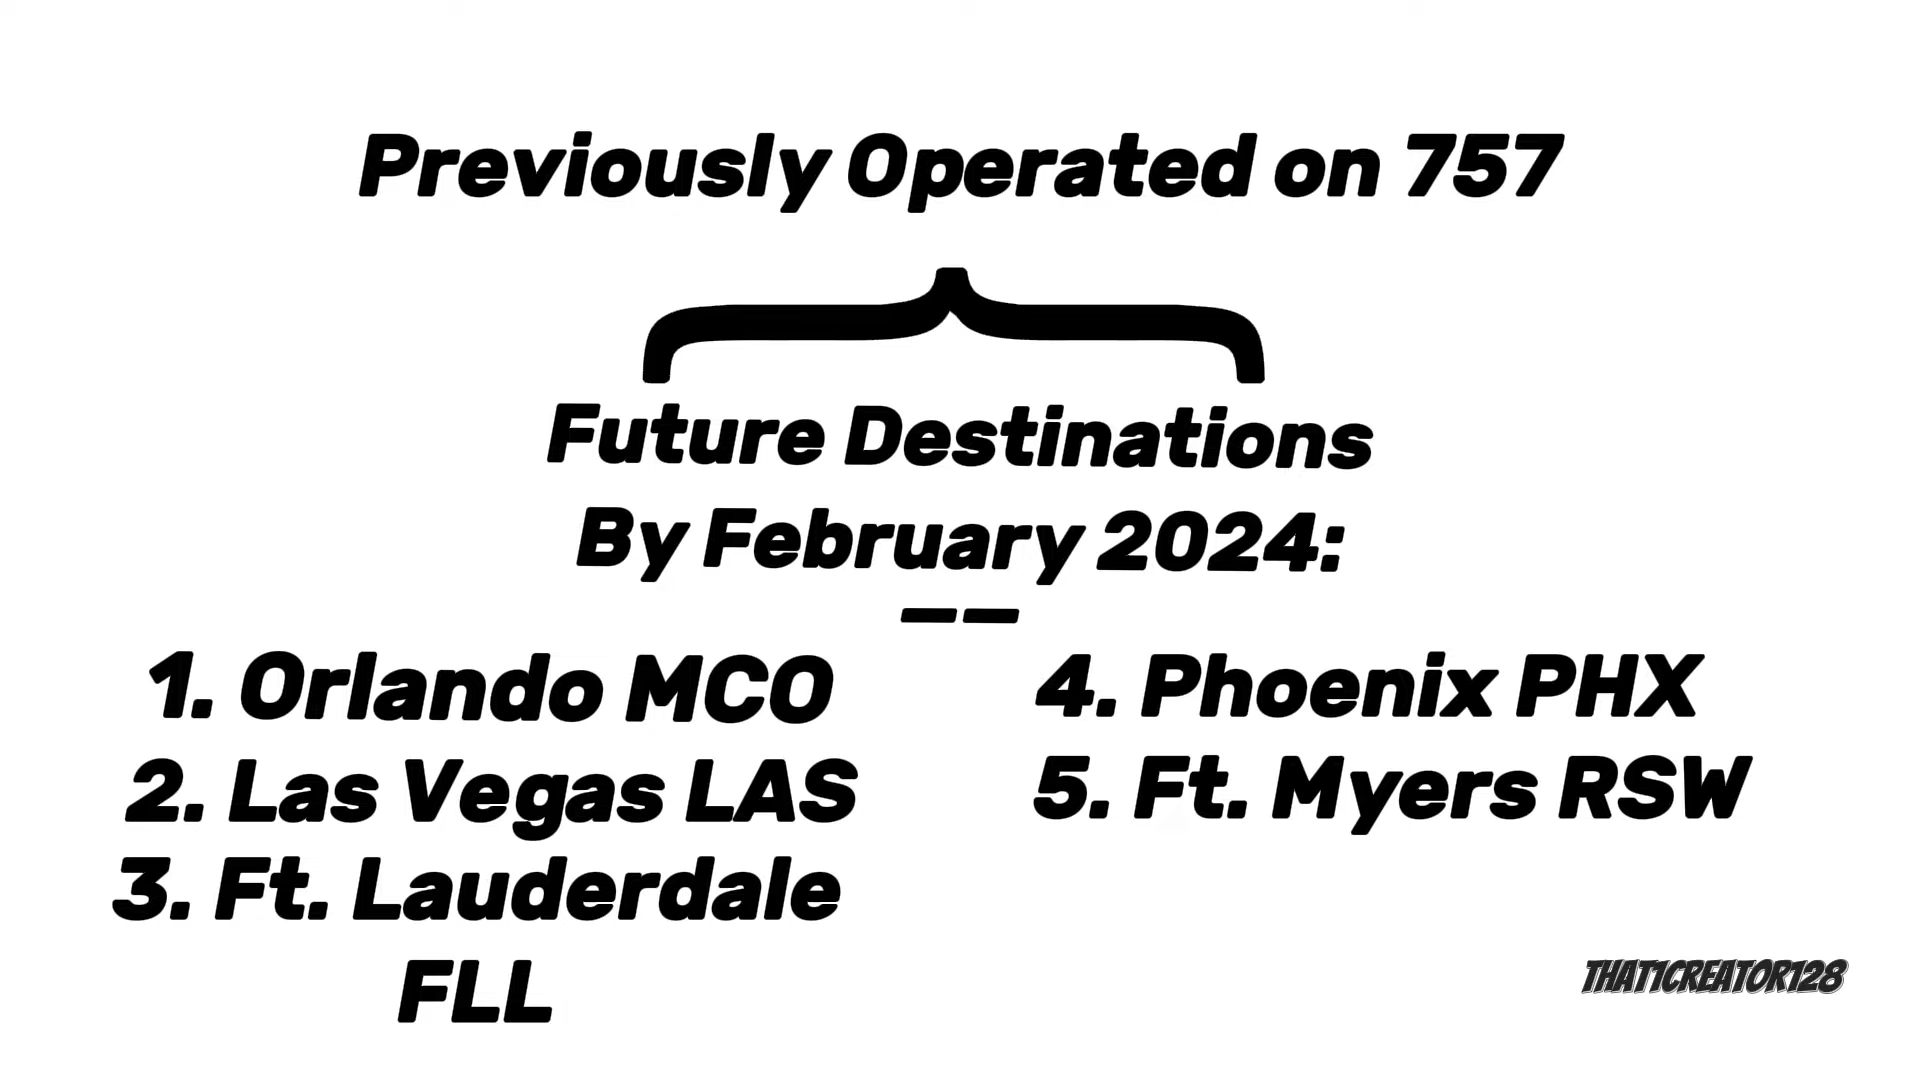 Previously Operated on 757
Future Destinations
By February 2024:
——
1. Orlando MCO
2. Las Vegas LAS
3. Ft. Lauderdale
FLL
4. Phoenix PHX
5. Ft. Myers RSW
THAT1CREATOR128